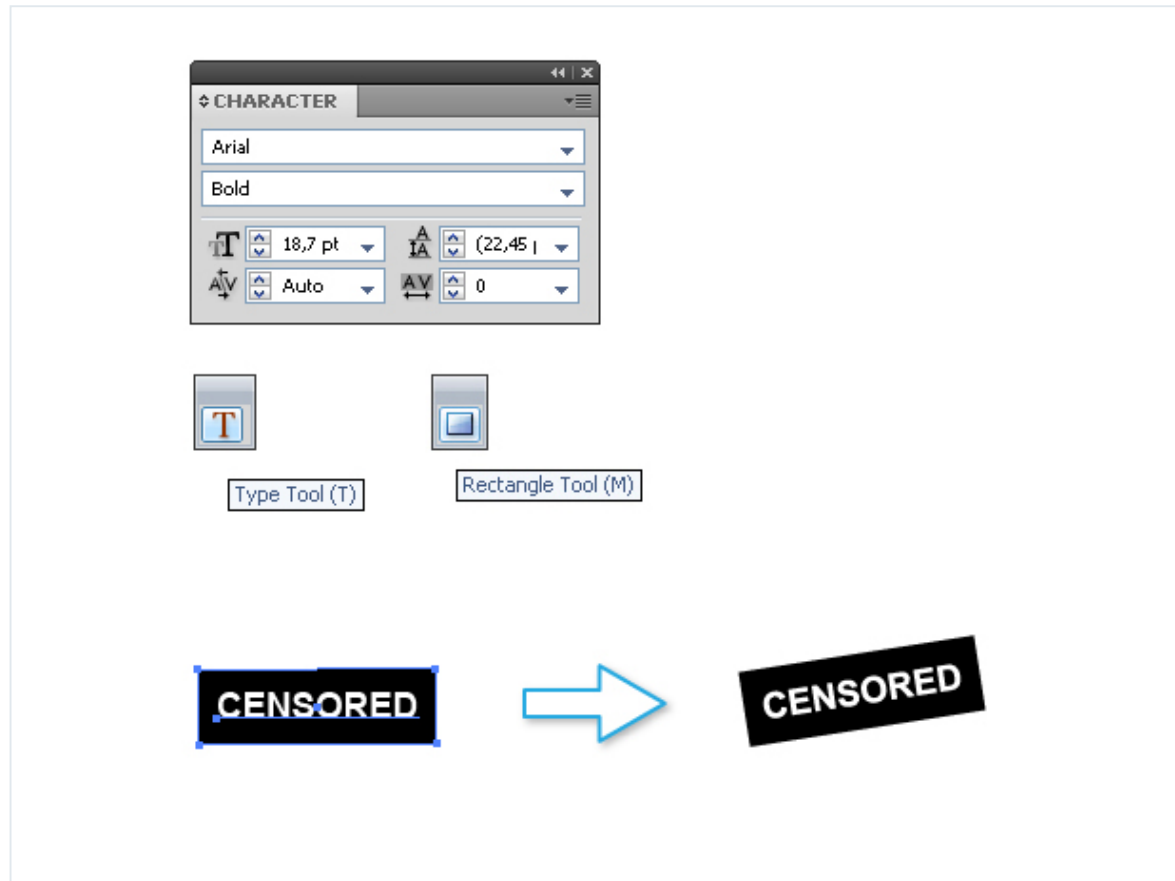 CHARACTER
Arial
Bold
18,7 pt
(22,45
Auto
0
T
Type Tool (T)
Rectangle Tool (M)
CENSORED
CENSORED